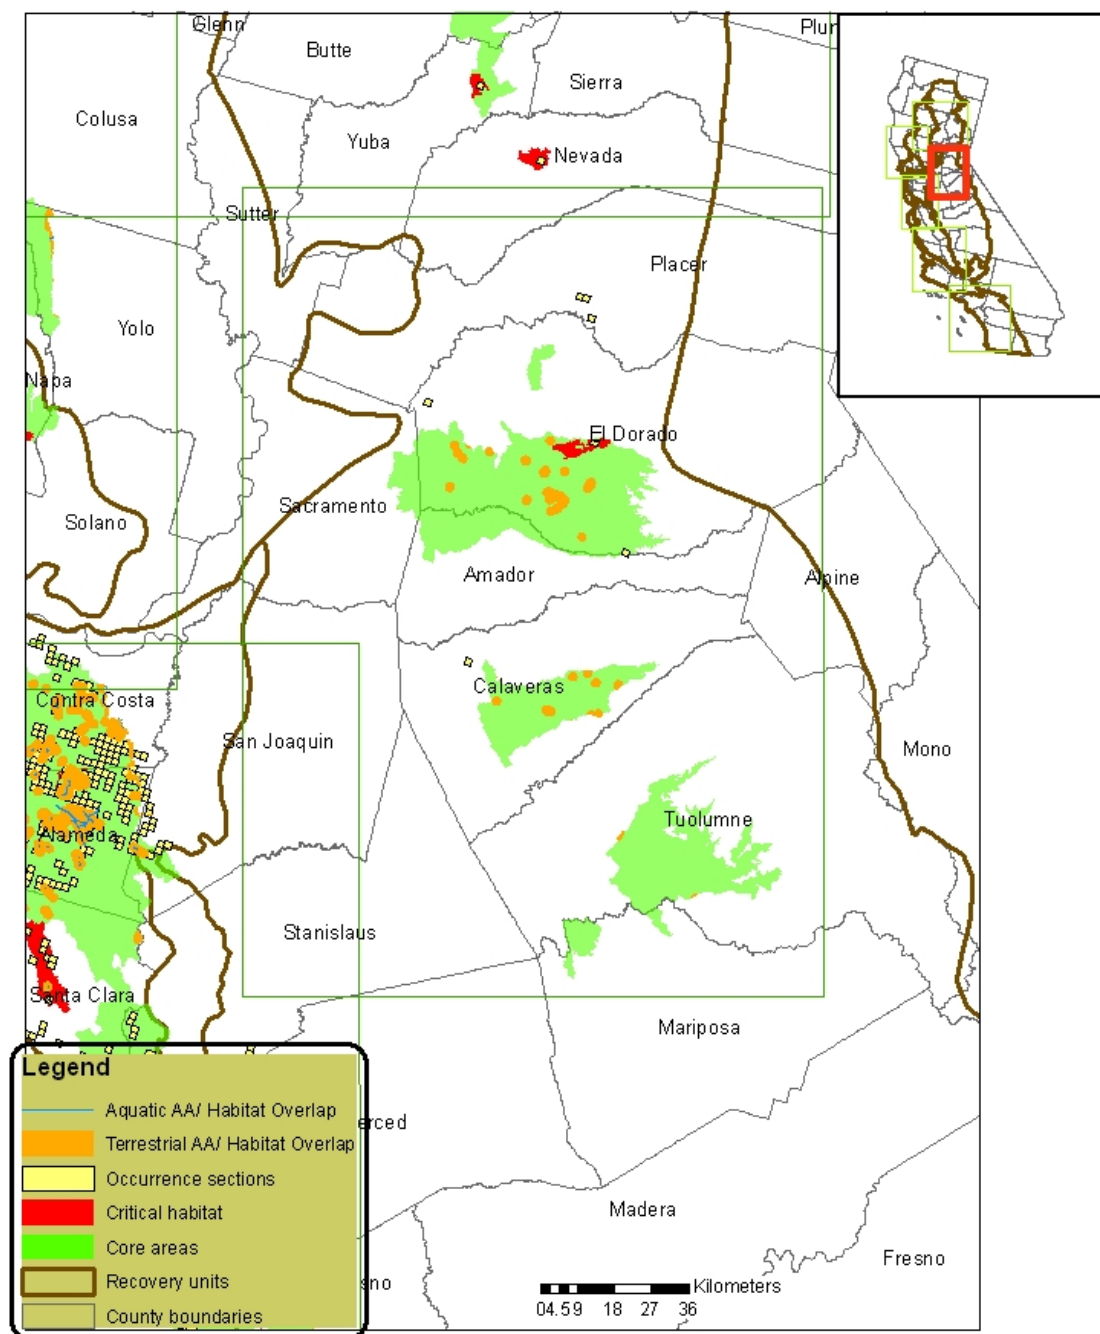 Glenn
Butte
Plur
Sierra
Colusa
Yuba
Nevada
Sutter
Placer
Yolo
Napa
El Dorado
Sacramento
Solano
Amador
Alpine
Calaveras
Contra Costa
San Joaquin
Mono
Tuolumne
Alameda
Stanislaus
Santa Clara
Mariposa
Legend
Aquatic AA/ Habitat Overlap
Terrestrial AA/ Habitat Overlap
Occurrence sections
Critical habitat
Core areas
Recovery units
County boundaries
erced
Madera
Fresno
sno
Kilometers
0 4.5 9 18 27 36